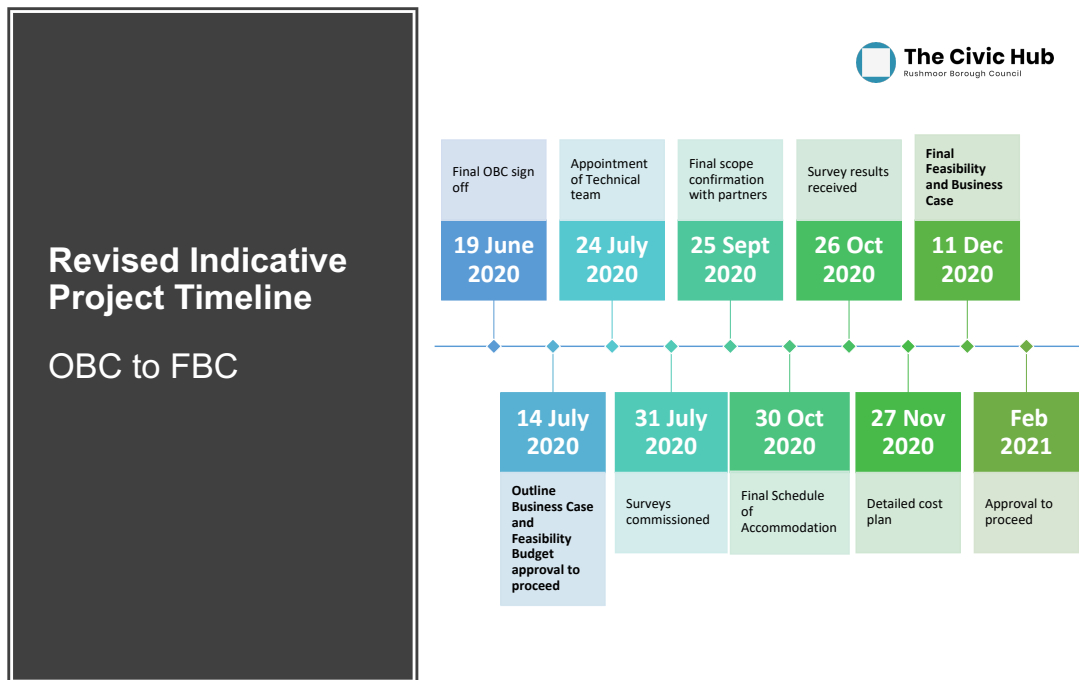 The Civic Hub
Rushmoor Borough Council
Revised Indicative
Project Timeline
OBC to FBC
Final OBC sign
off
19 June
2020
Appointment
of Technical
team
24 July
2020
Final scope
confirmation
with partners
25 Sept
2020
Survey results
received
26 Oct
2020
Final
Feasibility
and Business
Case
11 Dec
2020
14 July
2020
Outline
Business Case
and
Feasibility
Budget
approval to
proceed
31 July
2020
Surveys
commissioned
30 Oct
2020
Final Schedule
of
Accommodation
27 Nov
2020
Detailed cost
plan
Feb
2021
Approval to
proceed